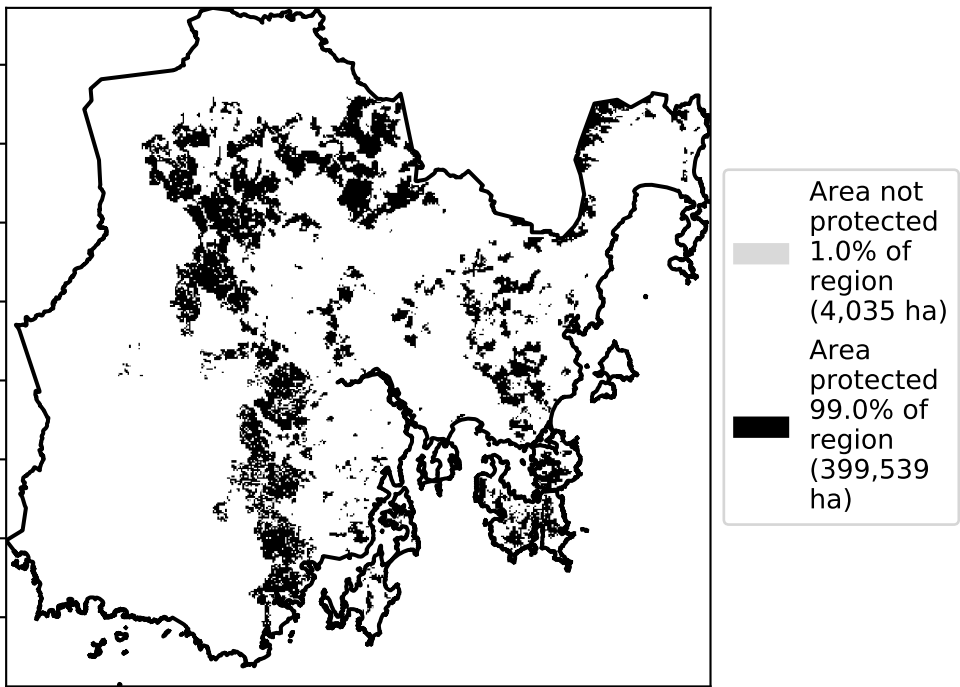 Area not
protected
1.0% of
region
(4,035 ha)
Area
protected
99.0% of
region
(399,539
ha)